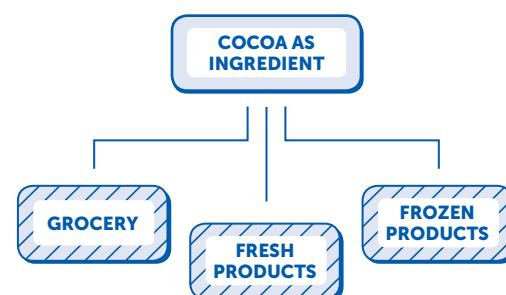 COCOA AS
INGREDIENT
GROCERY
FRESH
PRODUCTS
FROZEN
PRODUCTS